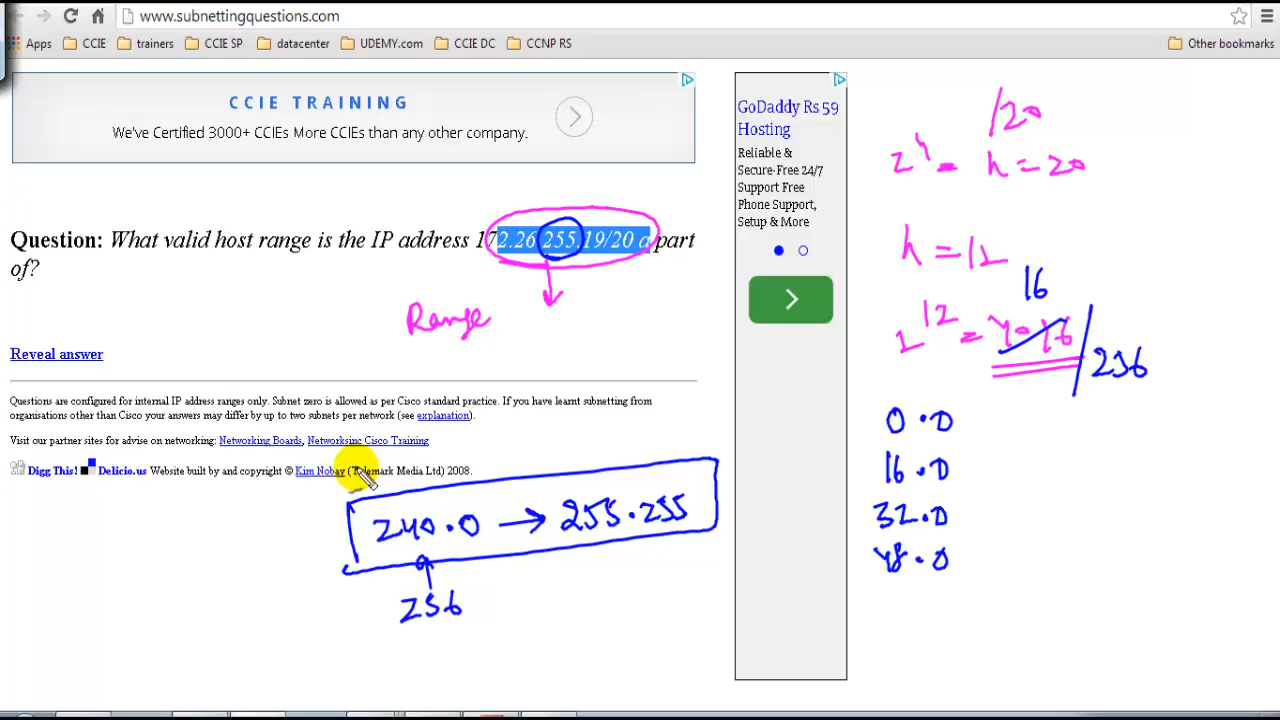 www.subnettingquestions.com
Apps CCIE trainers CCIE SP datacenter UDEMY.com CCIE DC CCNP RS Other bookmarks
CCIE TRAINING
We've Certified 3000+ CCIEs More CCIEs than any other company.
Question: What valid host range is the IP address 172.26.255.19/20 a part
of?
Range
Reveal answer
Questions are configured for internal IP address ranges only. Subnet zero is allowed as per Cisco standard practice. If you have learnt subnetting from
organisations other than Cisco your answers may differ by up to two subnets per network (see explanation).
Visit our partner sites for advise on networking: Networking Boards, Networksinc Cisco Training
Digg This! Delicio.us Website built by and copyright © Kim Nobay (Telemark Media Ltd) 2008.
240.0 → 255.255
256
GoDaddy Rs 59
Hosting
Reliable &
Secure-Free 24/7
Support Free
Phone Support,
Setup & More
/20
h = 20
h = 12
16
12
= 4096
/256
0.0
16.0
32.0
48.0